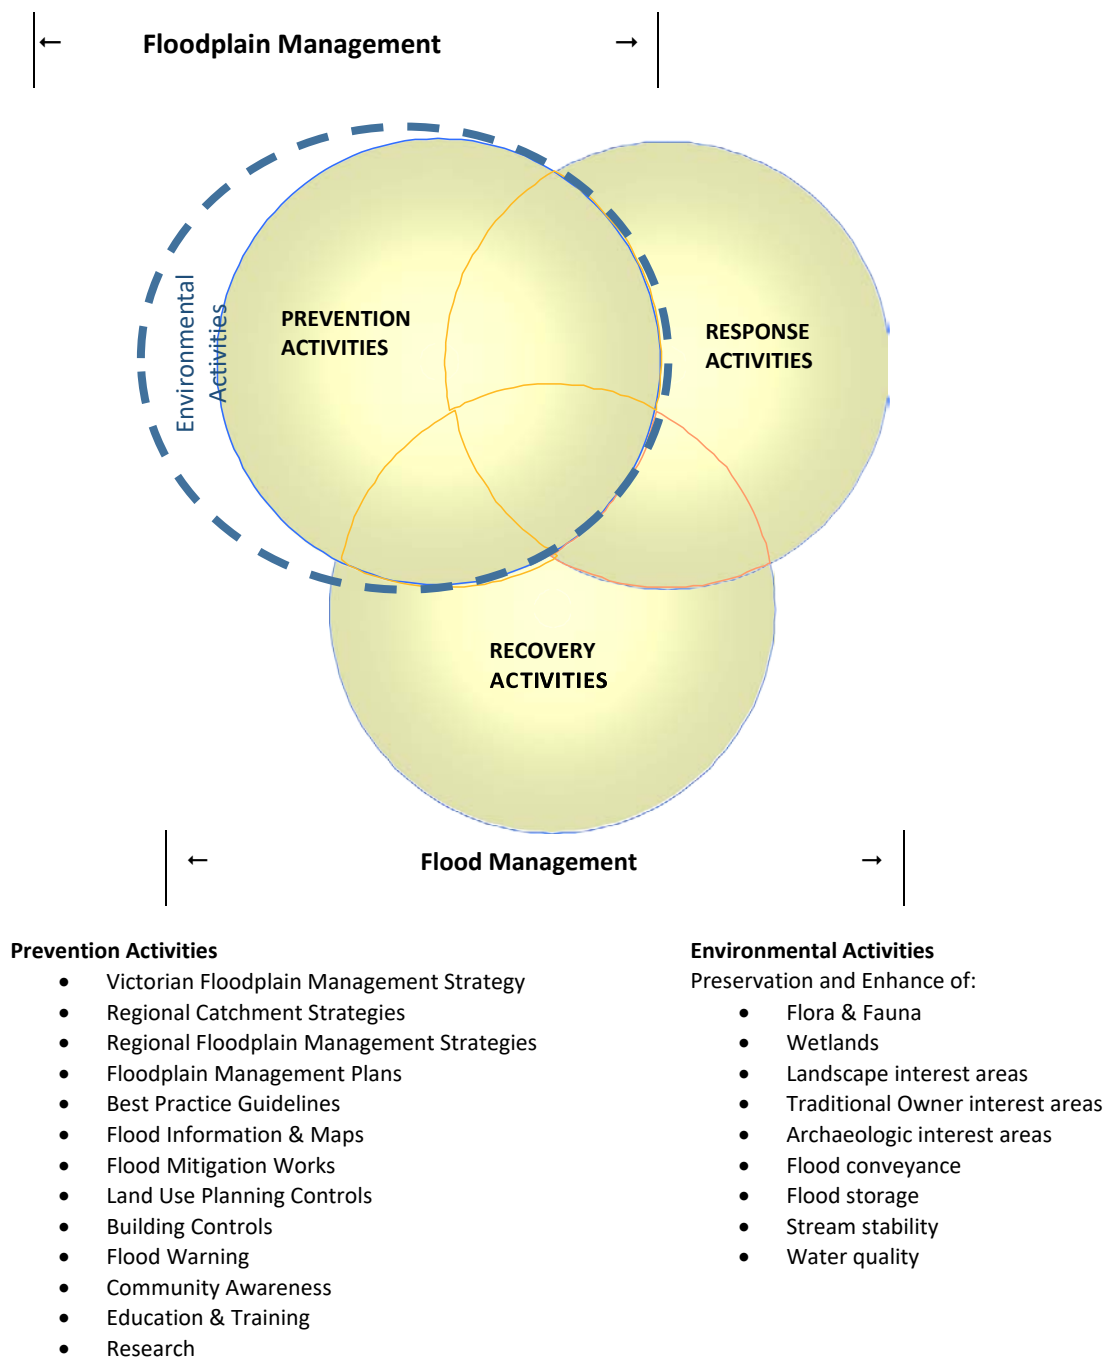 ← Floodplain Management →
Environmental
Activities
PREVENTION
ACTIVITIES
RESPONSE
ACTIVITIES
RECOVERY
ACTIVITIES
← Flood Management →
Prevention Activities
• Victorian Floodplain Management Strategy
• Regional Catchment Strategies
• Regional Floodplain Management Strategies
• Floodplain Management Plans
• Best Practice Guidelines
• Flood Information & Maps
• Flood Mitigation Works
• Land Use Planning Controls
• Building Controls
• Flood Warning
• Community Awareness
• Education & Training
• Research
Environmental Activities
Preservation and Enhance of:
• Flora & Fauna
• Wetlands
• Landscape interest areas
• Traditional Owner interest areas
• Archaeologic interest areas
• Flood conveyance
• Flood storage
• Stream stability
• Water quality